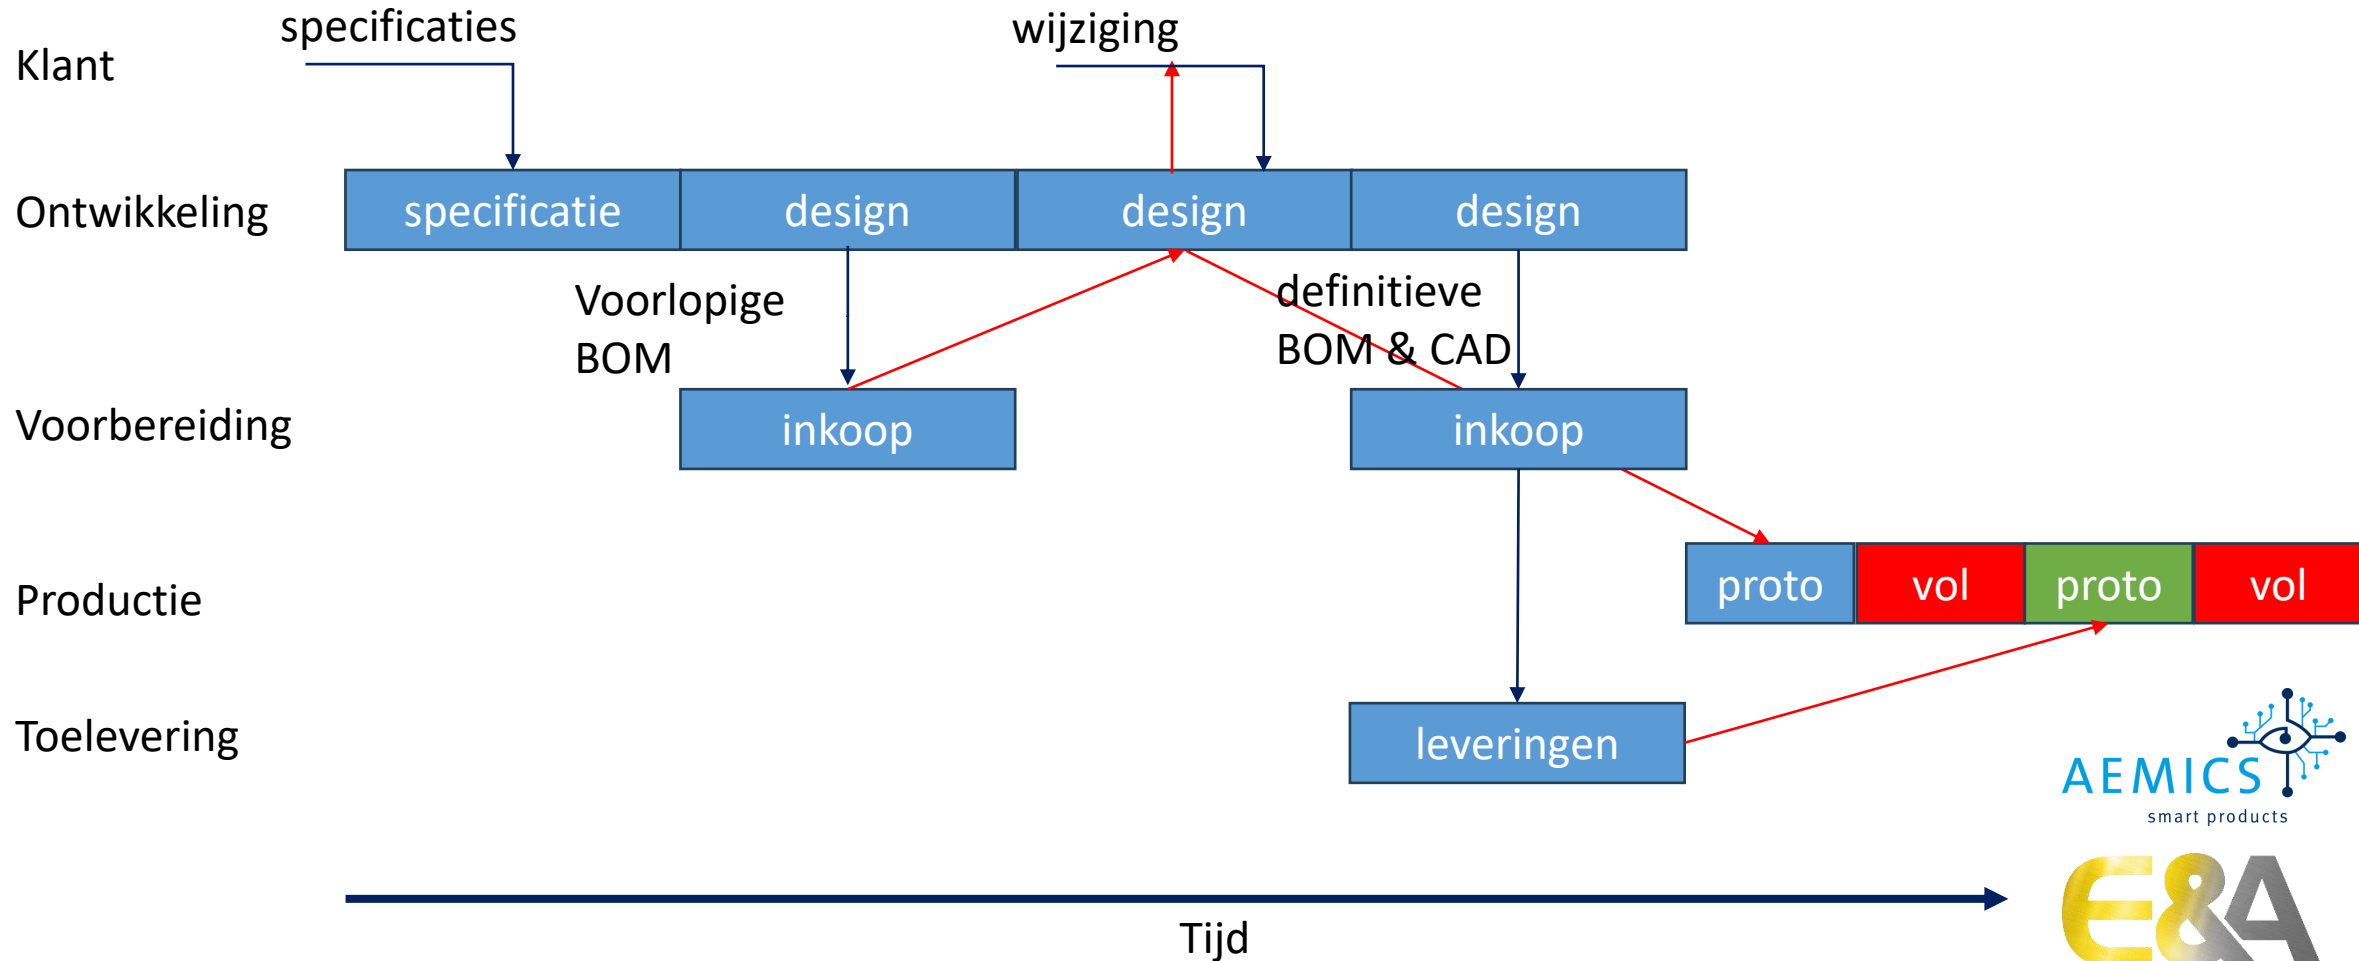 specificaties
wijziging
Klant
Ontwikkeling
specificatie
design
design
design
Voorlopige
BOM
definitieve
BOM & CAD
Voorbereiding
inkoop
inkoop
Productie
proto
vol
proto
vol
Toelevering
leveringen
AEMICS
smart products
E&A
Tijd